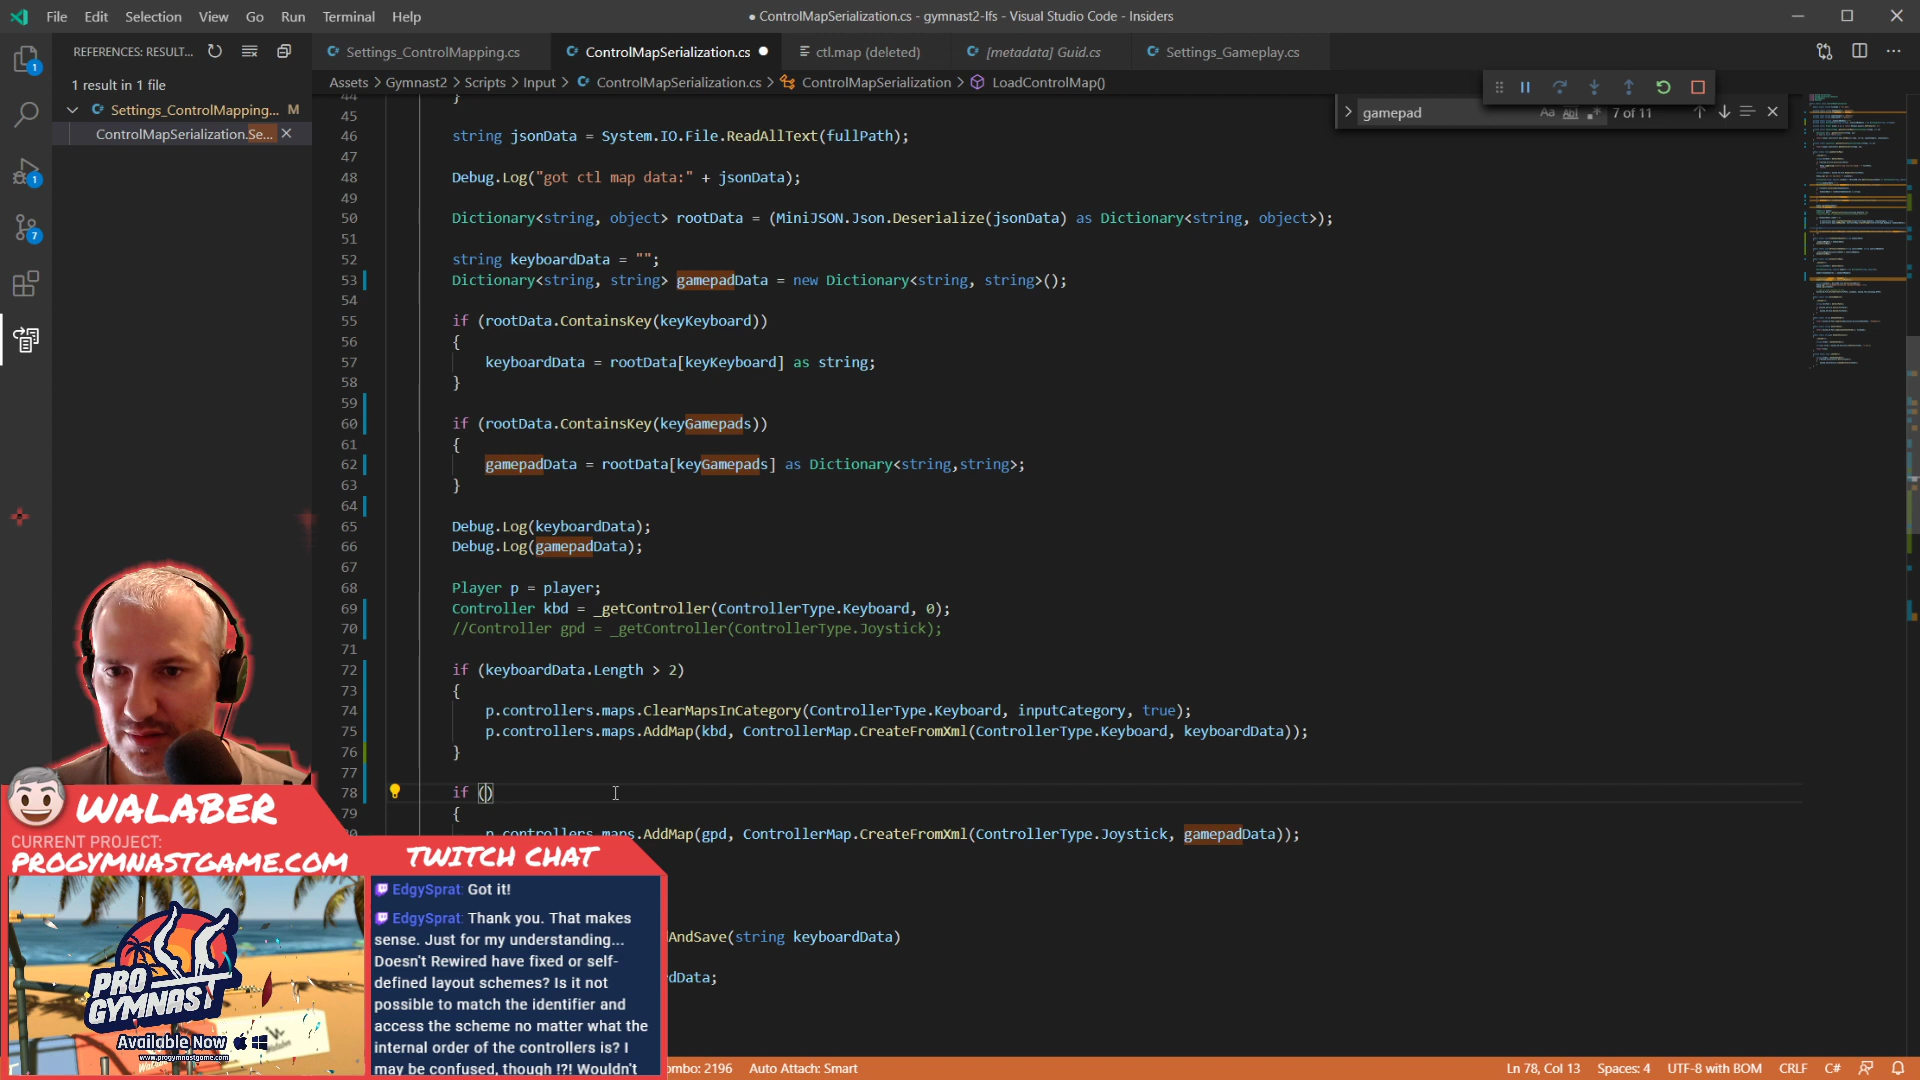 File Edit Selection View Go Run Terminal Help
● ControlMapSerialization.cs - gymnast2-lfs - Visual Studio Code - Insiders
REFERENCES: RESULT...
Settings_ControlMapping.cs
ControlMapSerialization.cs
ctl.map (deleted)
[metadata] Guid.cs
Settings_Gameplay.cs
1 result in 1 file
Settings_ControlMapping... M
ControlMapSerialization.Se...
Assets > Gymnast2 > Scripts > Input > ControlMapSerialization.cs > ControlMapSerialization > LoadControlMap()
gamepad
7 of 11
44 }
45
46 string jsonData = System.IO.File.ReadAllText(fullPath);
47
48 Debug.Log("got ctl map data:" + jsonData);
49
50 Dictionary<string, object> rootData = (MiniJSON.Json.Deserialize(jsonData) as Dictionary<string, object>);
51
52 string keyboardData = "";
53 Dictionary<string, string> gamepadData = new Dictionary<string, string>();
54
55 if (rootData.ContainsKey(keyKeyboard))
56 {
57 keyboardData = rootData[keyKeyboard] as string;
58 }
59
60 if (rootData.ContainsKey(keyGamepads))
61 {
62 gamepadData = rootData[keyGamepads] as Dictionary<string,string>;
63 }
64
65 Debug.Log(keyboardData);
66 Debug.Log(gamepadData);
67
68 Player p = player;
69 Controller kbd = _getController(ControllerType.Keyboard, 0);
70 //Controller gpd = _getController(ControllerType.Joystick);
71
72 if (keyboardData.Length > 2)
73 {
74 p.controllers.maps.ClearMapsInCategory(ControllerType.Keyboard, inputCategory, true);
75 p.controllers.maps.AddMap(kbd, ControllerMap.CreateFromXml(ControllerType.Keyboard, keyboardData));
76 }
77
78 if ()
79 {
p.controllers.maps.AddMap(gpd, ControllerMap.CreateFromXml(ControllerType.Joystick, gamepadData));
AndSave(string keyboardData)
dData;
WALABER
CURRENT PROJECT:
PROGYMNASTGAME.COM
PRO
GYMNAST
Available Now
www.progymnastgame.com
TWITCH CHAT
EdgySprat: Got it!
EdgySprat: Thank you. That makes
sense. Just for my understanding...
Doesn't Rewired have fixed or self-
defined layout schemes? Is it not
possible to match the identifier and
access the scheme no matter what the
internal order of the controllers is? I
may be confused, though !?! Wouldn't
ombo: 2196 Auto Attach: Smart
Ln 78, Col 13 Spaces: 4 UTF-8 with BOM CRLF C#